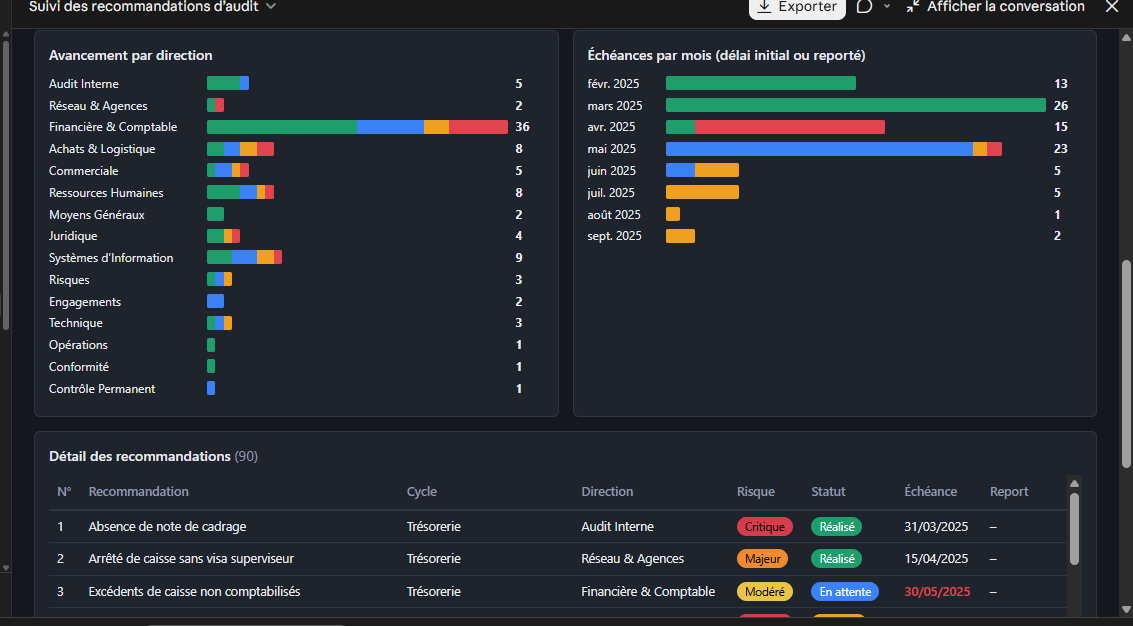 Suivi des recommandations d'audit
Exporter
Afficher la conversation
Avancement par direction
Audit Interne 5
Réseau & Agences 2
Financière & Comptable 36
Achats & Logistique 8
Commerciale 5
Ressources Humaines 8
Moyens Généraux 2
Juridique 4
Systèmes d'Information 9
Risques 3
Engagements 2
Technique 3
Opérations 1
Conformité 1
Contrôle Permanent 1
Échéances par mois (délai initial ou reporté)
févr. 2025 13
mars 2025 26
avr. 2025 15
mai 2025 23
juin 2025 5
juil. 2025 5
août 2025 1
sept. 2025 2
Détail des recommandations (90)
N° Recommandation Cycle Direction Risque Statut Échéance Report
1 Absence de note de cadrage Trésorerie Audit Interne Critique Réalisé 31/03/2025 –
2 Arrêté de caisse sans visa superviseur Trésorerie Réseau & Agences Majeur Réalisé 15/04/2025 –
3 Excédents de caisse non comptabilisés Trésorerie Financière & Comptable Modéré En attente 30/05/2025 –